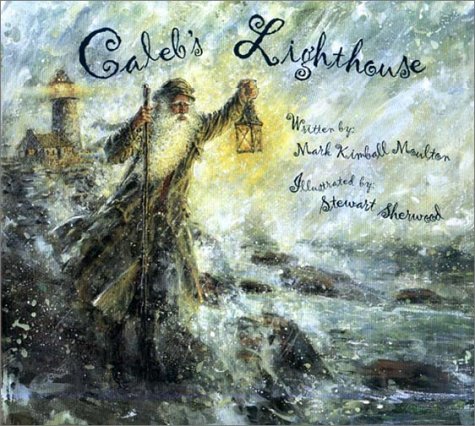 Caleb's Lighthouse
Written by:
Mark Kimball Moulton
Illustrated by:
Stewart Sherwood